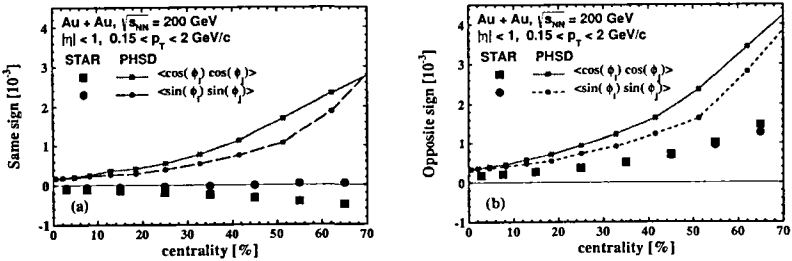 Au + Au, √s_NN = 200 GeV
|η| < 1, 0.15 < p_T < 2 GeV/c
STAR PHSD
<cos(ϕ_i) cos(ϕ_j)>
<sin(ϕ_i) sin(ϕ_j)>
Same sign [10^-3]
4
3
2
1
0
-1
(a)
0 10 20 30 40 50 60 70
centrality [%]
Au + Au, √s_NN = 200 GeV
|η| < 1, 0.15 < p_T < 2 GeV/c
STAR PHSD
<cos(ϕ_i) cos(ϕ_j)>
<sin(ϕ_i) sin(ϕ_j)>
Opposite sign [10^-3]
4
3
2
1
0
-1
(b)
0 10 20 30 40 50 60 70
centrality [%]